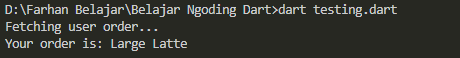 D:\Farhan Belajar\Belajar Ngoding Dart>dart testing.dart
Fetching user order...
Your order is: Large Latte